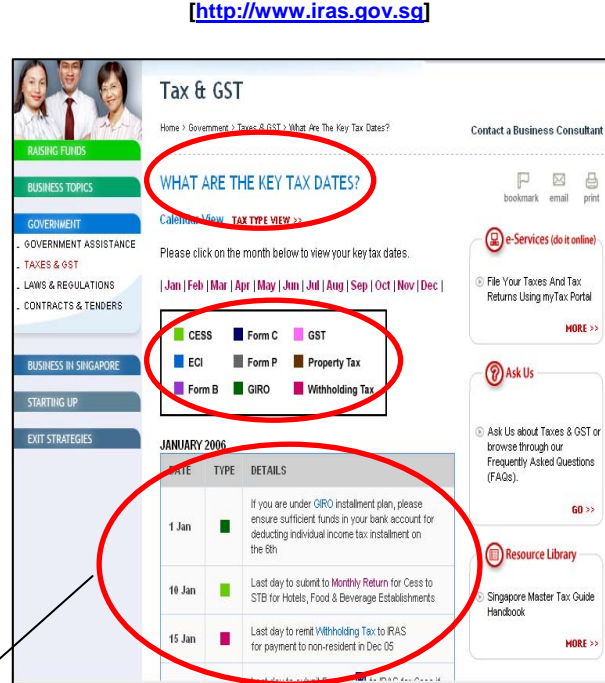 [http://www.iras.gov.sg]
Tax & GST
Home > Government > Taxes & GST > What Are The Key Tax Dates?
Contact a Business Consultant
RAISING FUNDS
BUSINESS TOPICS
GOVERNMENT
GOVERNMENT ASSISTANCE
TAXES & GST
LAWS & REGULATIONS
CONTRACTS & TENDERS
BUSINESS IN SINGAPORE
STARTING UP
EXIT STRATEGIES
WHAT ARE THE KEY TAX DATES?
Calendar View TAX TYPE VIEW >>
Please click on the month below to view your key tax dates.
| Jan | Feb | Mar | Apr | May | Jun | Jul | Aug | Sep | Oct | Nov | Dec |
CESS Form C GST
ECI Form P Property Tax
Form B GIRO Withholding Tax
JANUARY 2006
DATE TYPE DETAILS
1 Jan
If you are under GIRO instalment plan, please
ensure sufficient funds in your bank account for
deducting individual income tax installment on
the 6th
10 Jan
Last day to submit to Monthly Return for Cess to
STB for Hotels, Food & Beverage Establishments
15 Jan
Last day to remit Withholding Tax to IRAS
for payment to non-resident in Dec 05
to IRAS for Cess if
bookmark email print
e-Services (do it online)
File Your Taxes And Tax
Returns Using myTax Portal
MORE >>
Ask Us
Ask Us about Taxes & GST or
browse through our
Frequently Asked Questions
(FAQs).
GO >>
Resource Library
Singapore Master Tax Guide
Handbook
MORE >>